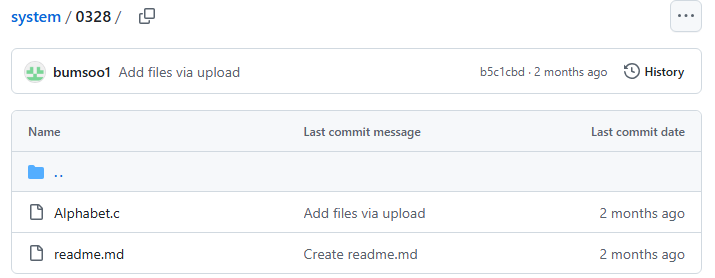 system / 0328 /
bumsoo1 Add files via upload b5c1cbd · 2 months ago History
Name Last commit message Last commit date
..
Alphabet.c Add files via upload 2 months ago
readme.md Create readme.md 2 months ago